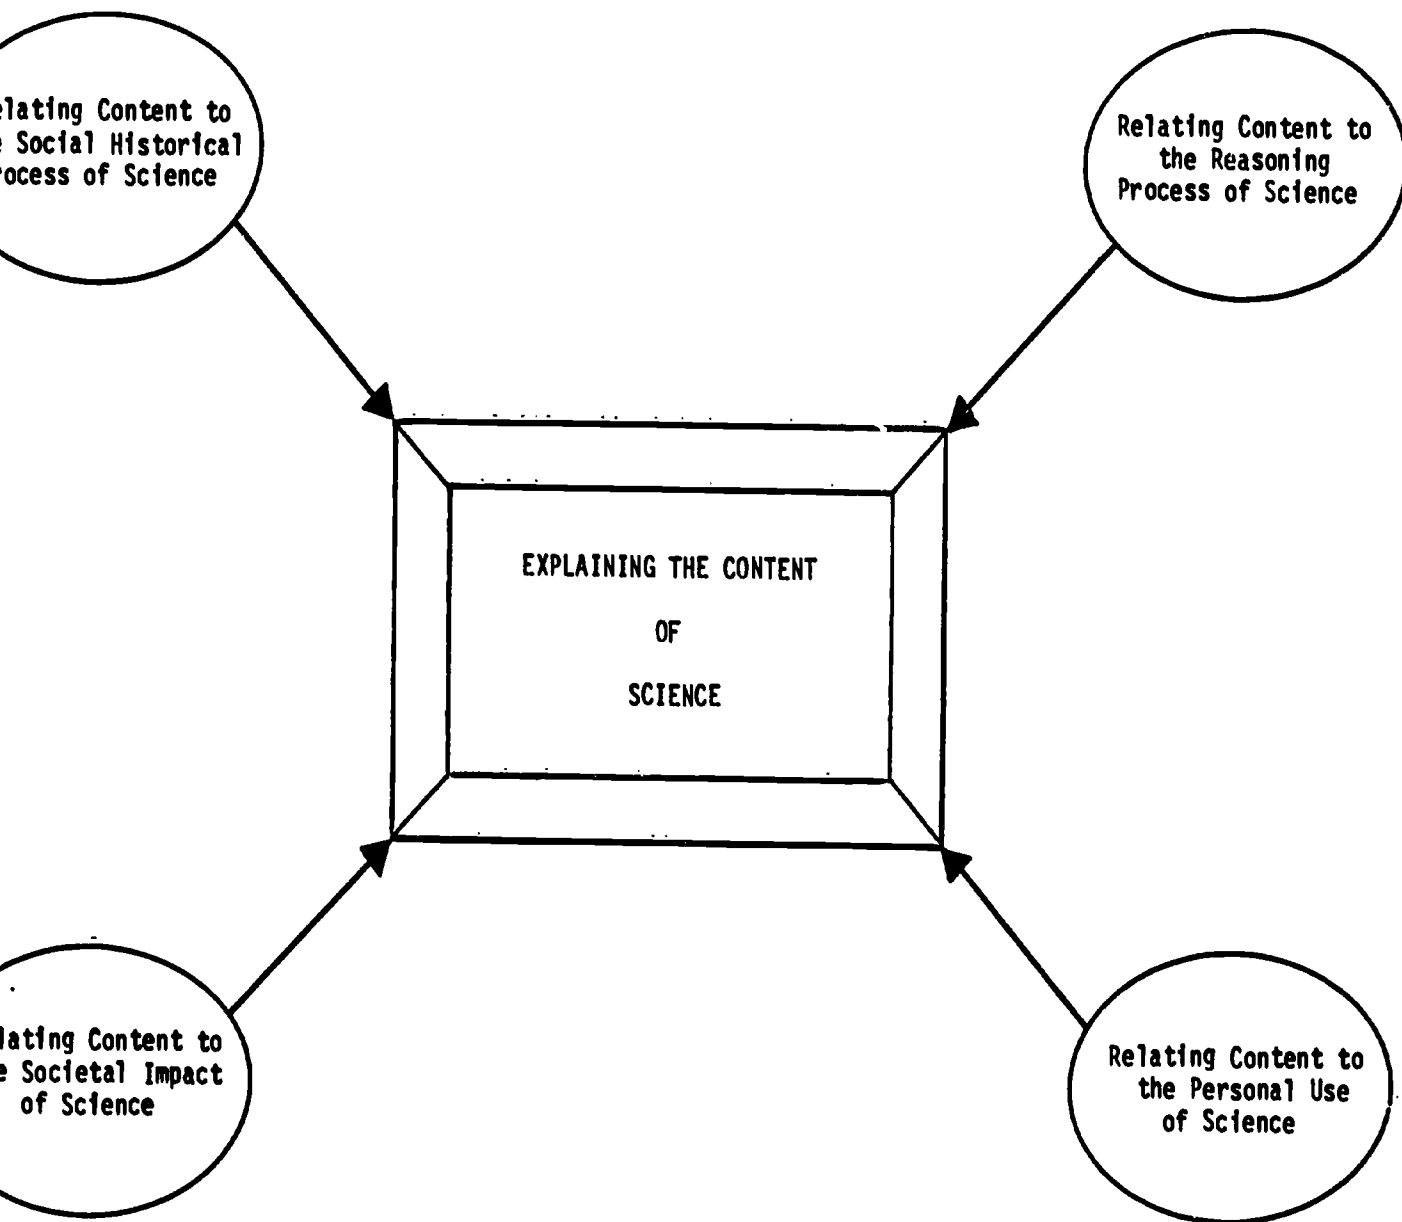 elating Content to
e Social Historical
rocess of Science
Relating Content to
the Reasoning
Process of Science
EXPLAINING THE CONTENT
OF
SCIENCE
lating Content to
e Societal Impact
of Science
Relating Content to
the Personal Use
of Science